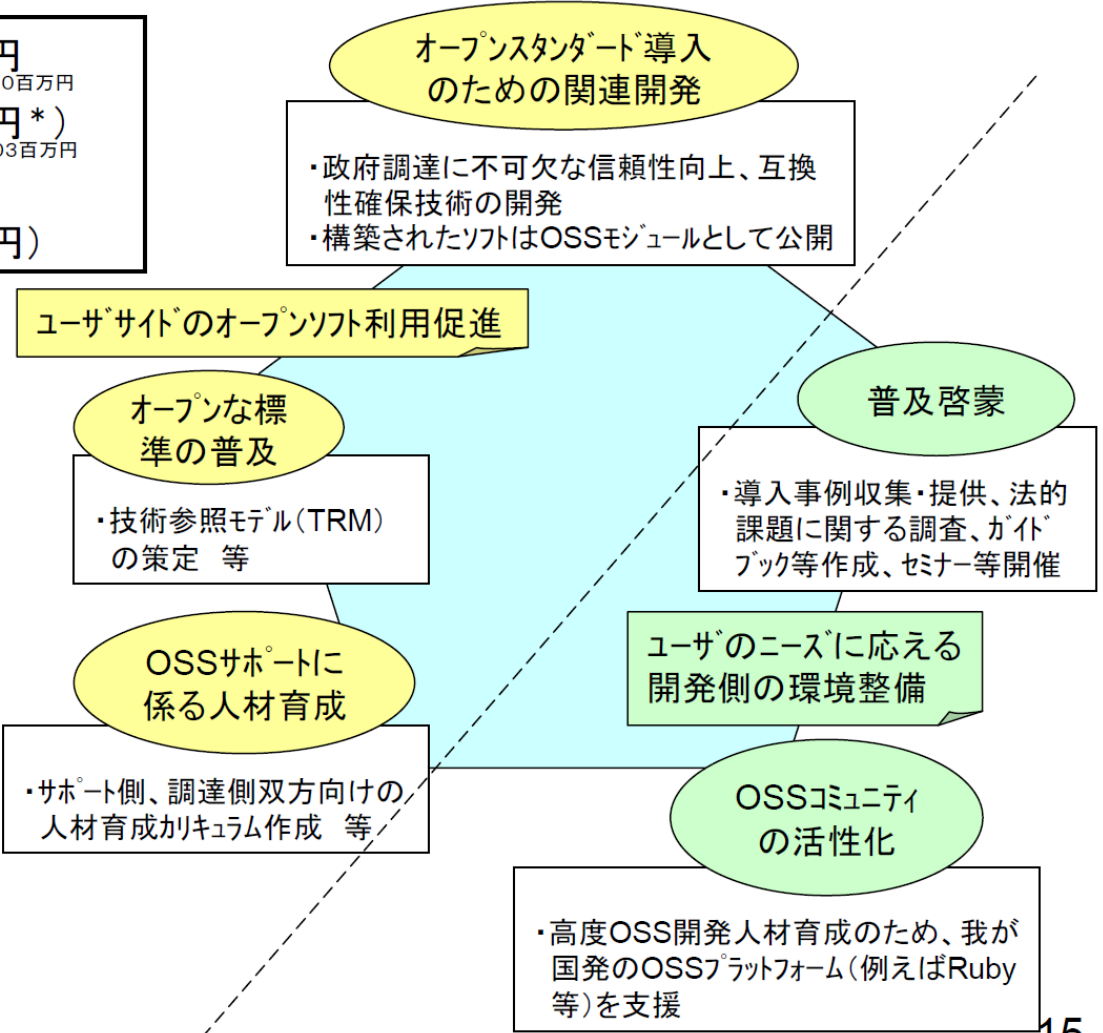 円
0百万円
円*)
03百万円
円)
オープンスタンダード導入
のための関連開発
・政府調達に不可欠な信頼性向上、互換
性確保技術の開発
・構築されたソフトはOSSモジュールとして公開
ユーザサイドのオープンソフト利用促進
オープンな標
準の普及
・技術参照モデル(TRM)
の策定 等
普及啓蒙
・導入事例収集・提供、法的
課題に関する調査、ガイド
ブック等作成、セミナー等開催
OSSサポートに
係る人材育成
・サポート側、調達側双方向けの
人材育成カリキュラム作成 等
ユーザのニーズに応える
開発側の環境整備
OSSコミュニティ
の活性化
・高度OSS開発人材育成のため、我が
国発のOSSプラットフォーム(例えばRuby
等)を支援
15